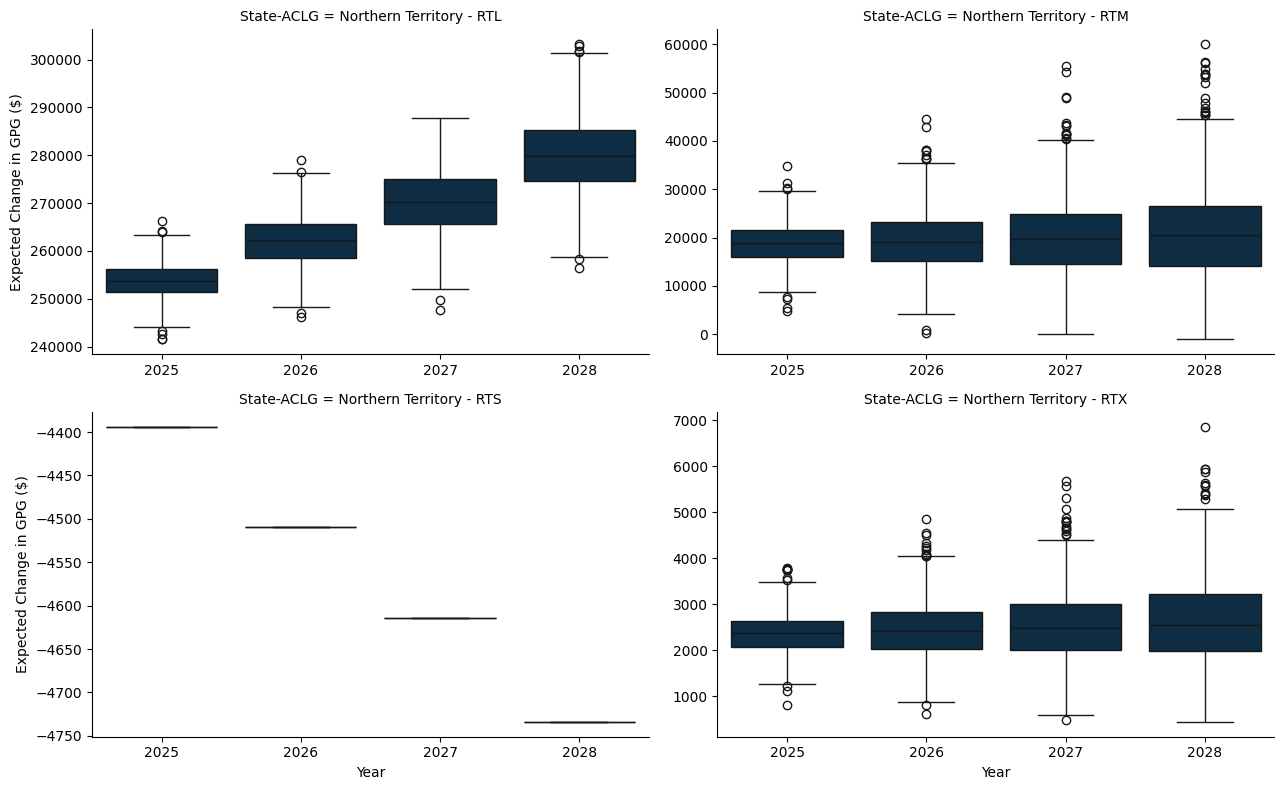 State-ACLG = Northern Territory - RTL
Expected Change in GPG ($)
300000
290000
280000
270000
260000
250000
240000
2025 2026 2027 2028
State-ACLG = Northern Territory - RTM
60000
50000
40000
30000
20000
10000
0
2025 2026 2027 2028
State-ACLG = Northern Territory - RTS
Expected Change in GPG ($)
−4400
−4450
−4500
−4550
−4600
−4650
−4700
−4750
2025 2026 2027 2028
Year
State-ACLG = Northern Territory - RTX
7000
6000
5000
4000
3000
2000
1000
2025 2026 2027 2028
Year